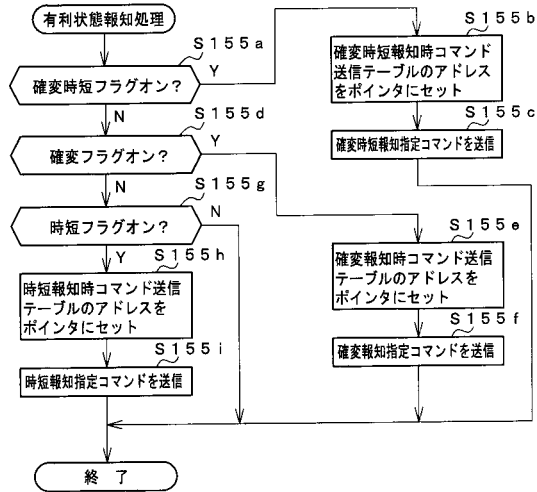 有利状態報知処理
S155a
確変時短フラグオン?
Y
N
S155b
確変時短報知時コマンド
送信テーブルのアドレス
をポインタにセット
S155c
確変時短報知指定コマンドを送信
S155d
確変フラグオン?
Y
N
S155e
確変報知時コマンド送信
テーブルのアドレスを
ポインタにセット
S155f
確変報知指定コマンドを送信
S155g
時短フラグオン?
N
Y
S155h
時短報知時コマンド送信
テーブルのアドレスを
ポインタにセット
S155i
時短報知指定コマンドを送信
終 了